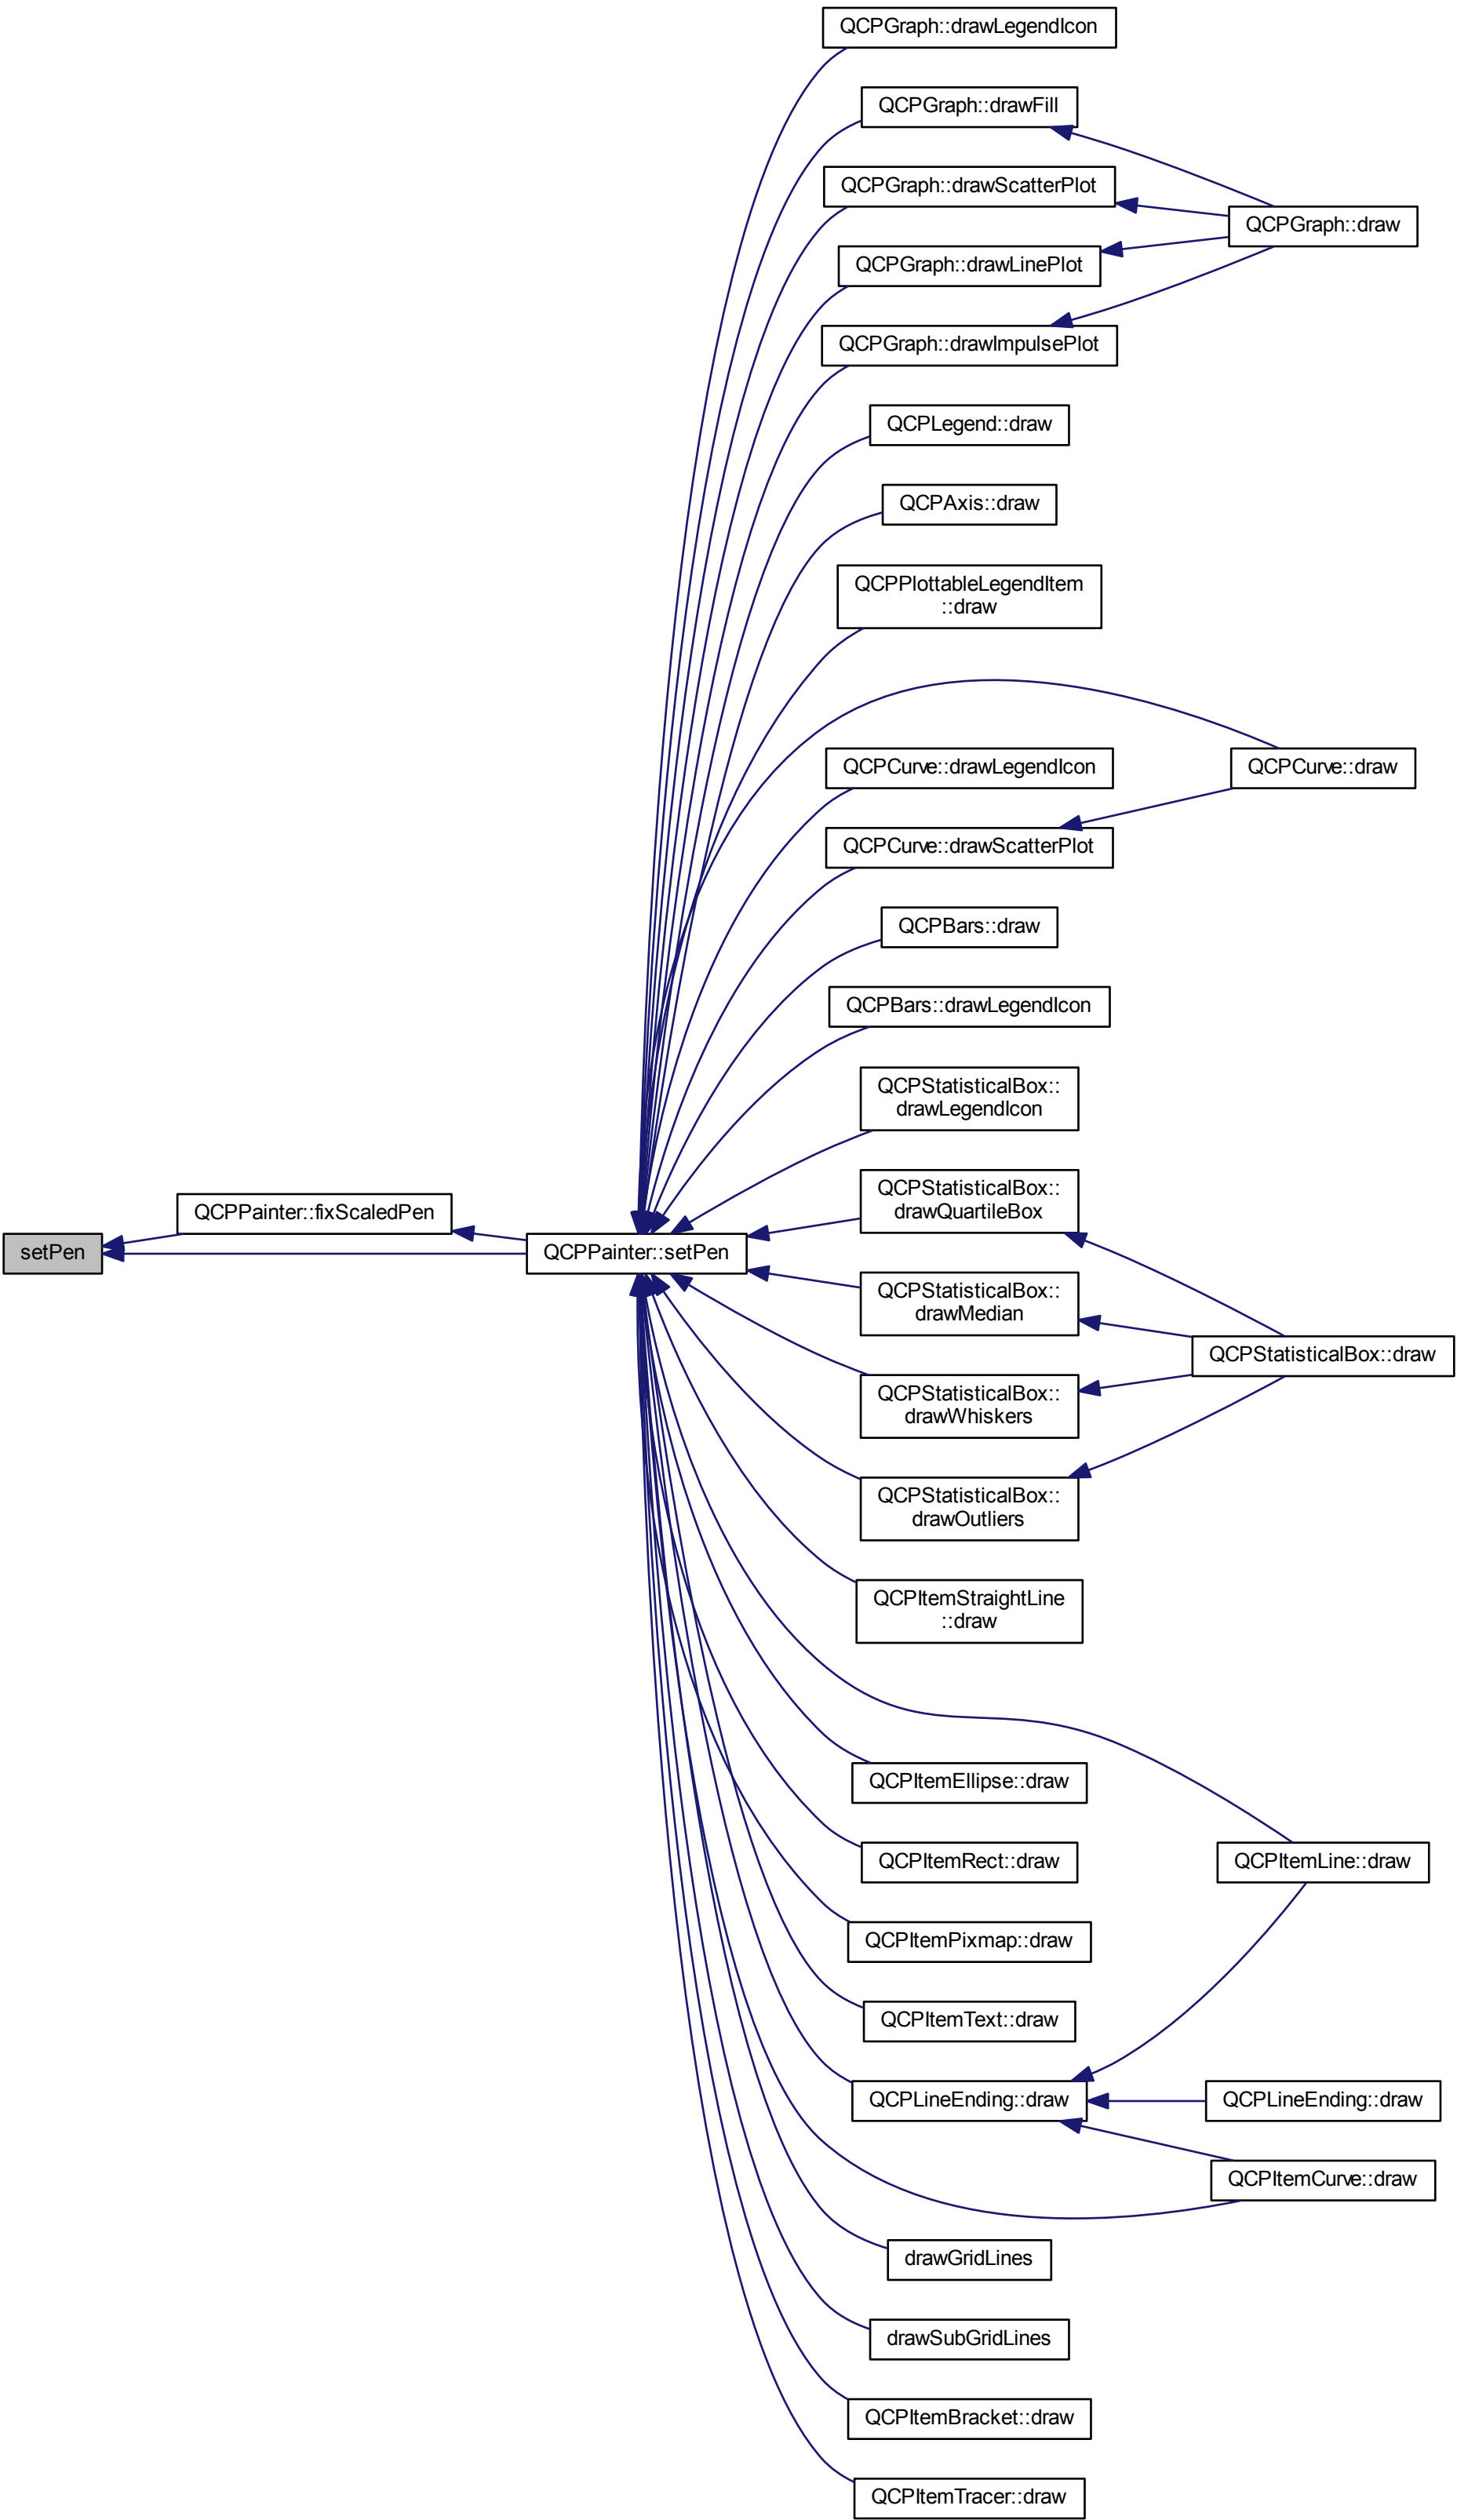 QCPGraph::drawLegendIcon
QCPGraph::drawFill
QCPGraph::drawScatterPlot
QCPGraph::draw
QCPGraph::drawLinePlot
QCPGraph::drawImpulsePlot
QCPLegend::draw
QCPAxis::draw
QCPPlottableLegendItem
::draw
QCPCurve::drawLegendIcon
QCPCurve::draw
QCPCurve::drawScatterPlot
QCPBars::draw
QCPBars::drawLegendIcon
QCPStatisticalBox::
drawLegendIcon
QCPStatisticalBox::
drawQuartileBox
QCPPainter::fixScaledPen
setPen
QCPPainter::setPen
QCPStatisticalBox::
drawMedian
QCPStatisticalBox::draw
QCPStatisticalBox::
drawWhiskers
QCPStatisticalBox::
drawOutliers
QCPItemStraightLine
::draw
QCPItemEllipse::draw
QCPItemRect::draw
QCPItemLine::draw
QCPItemPixmap::draw
QCPItemText::draw
QCPLineEnding::draw
QCPLineEnding::draw
QCPItemCurve::draw
drawGridLines
drawSubGridLines
QCPItemBracket::draw
QCPItemTracer::draw